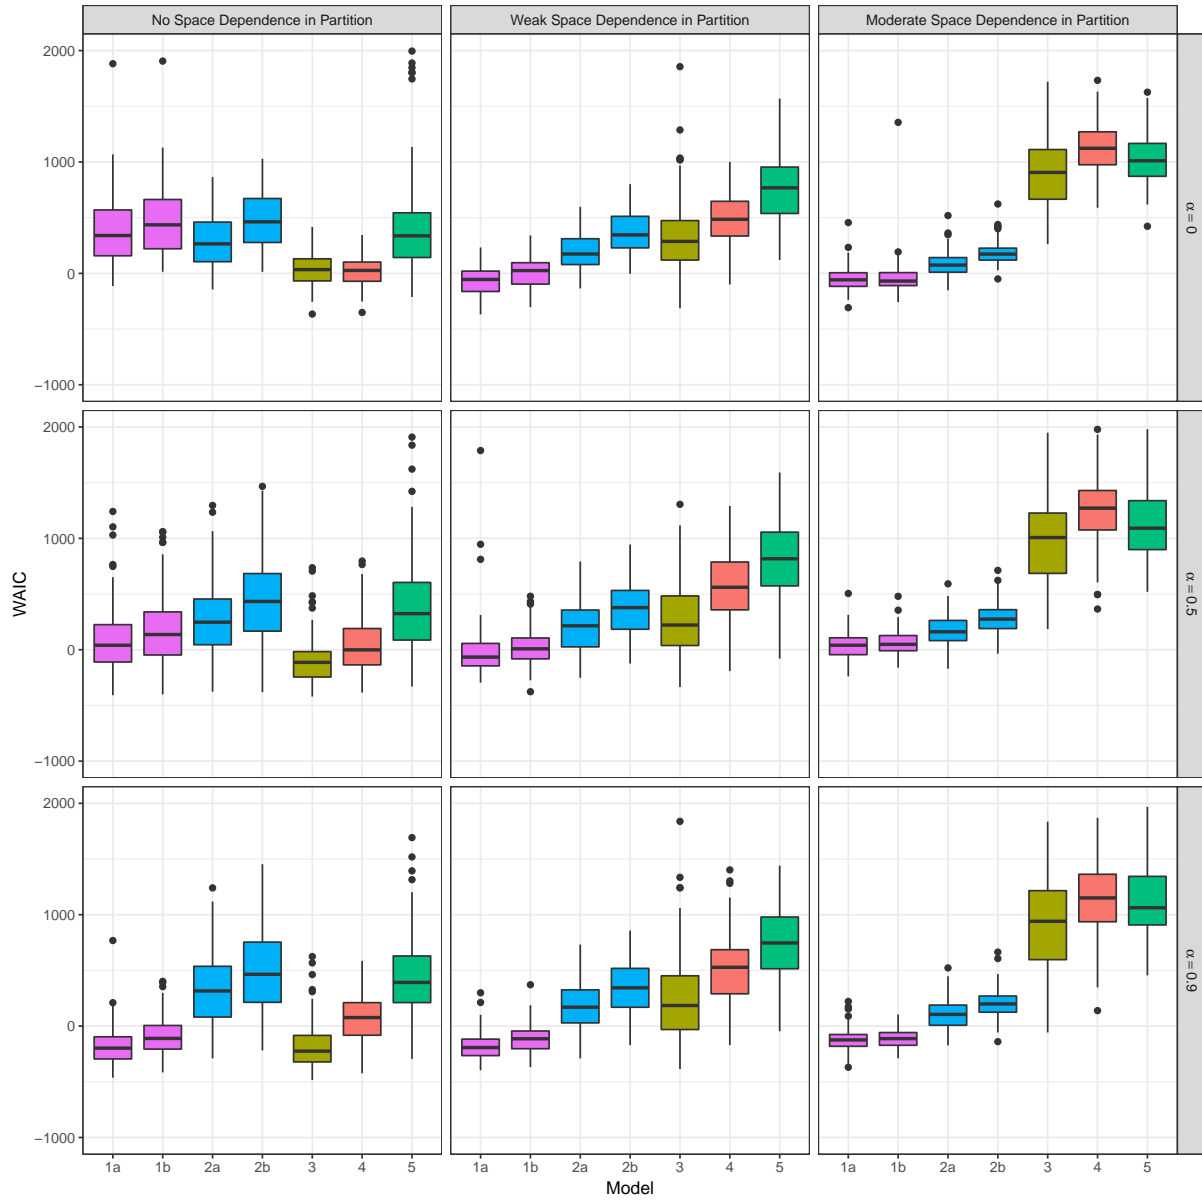 No Space Dependence in Partition
Weak Space Dependence in Partition
Moderate Space Dependence in Partition
2000
1000
0
−1000
α = 0
2000
1000
0
−1000
α = 0.5
2000
1000
0
−1000
α = 0.9
WAIC
1a 1b 2a 2b 3 4 5
1a 1b 2a 2b 3 4 5
1a 1b 2a 2b 3 4 5
Model